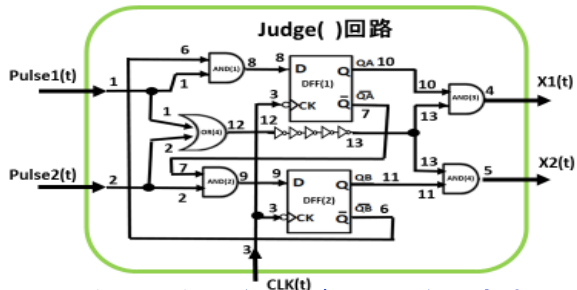 Judge( )回路
Pulse1(t)
Pulse2(t)
CLK(t)
X1(t)
X2(t)
6
1
1
AND(1)
8
8
D
Q
QA
10
DFF(1)
3
CK
Q
QA
7
10
13
AND(3)
4
1
2
OR(4)
12
12
13
7
2
AND(2)
9
9
D
Q
QB
11
DFF(2)
3
CK
Q
QB
6
13
11
AND(4)
5
2
3